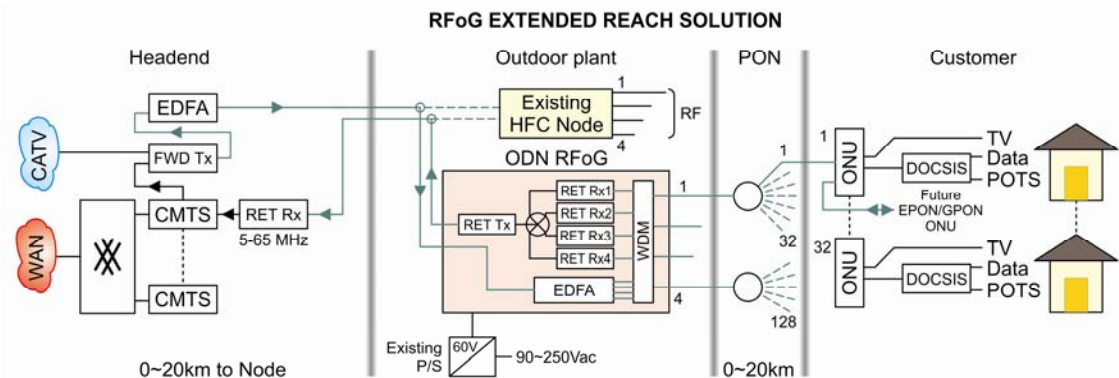 RFoG EXTENDED REACH SOLUTION
Headend
Outdoor plant
PON
Customer
CATV
EDFA
FWD Tx
WAN
CMTS
RET Rx
5-65 MHz
CMTS
0~20km to Node
Existing
HFC Node
1
4
RF
ODN RFoG
RET Tx
RET Rx1
RET Rx2
RET Rx3
RET Rx4
WDM
EDFA
1
4
Existing
P/S
60V
90~250Vac
1
32
128
0~20km
1
ONU
TV
DOCSIS
Data
POTS
Future
EPON/GPON
ONU
32
ONU
TV
DOCSIS
Data
POTS